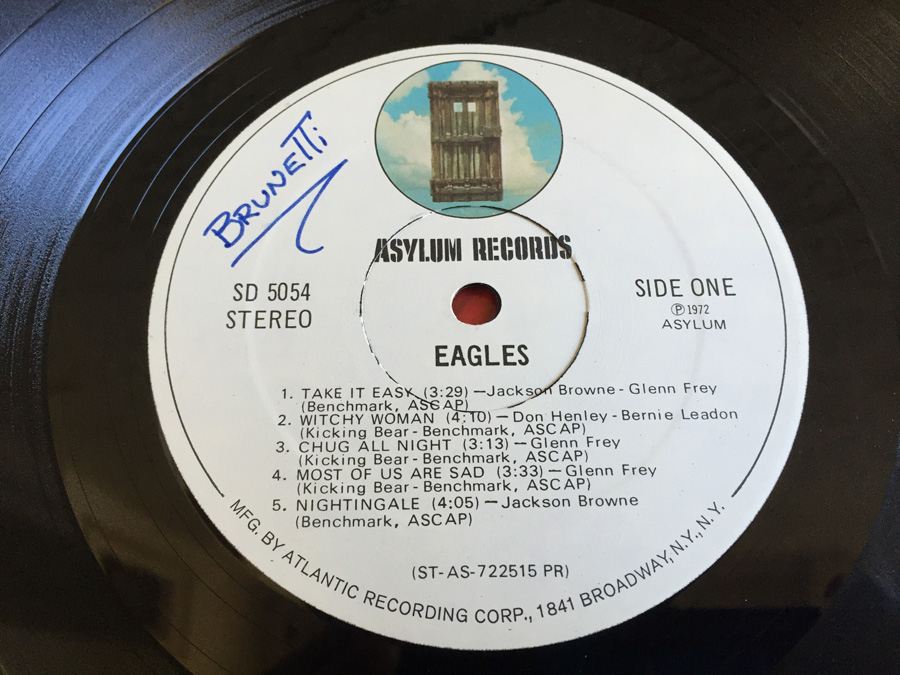 BRUNETTI
ASYLUM RECORDS
SD 5054
STEREO
SIDE ONE
Ⓟ 1972
ASYLUM
EAGLES
1. TAKE IT EASY (3:29) — Jackson Browne - Glenn Frey
(Benchmark, ASCAP)
2. WITCHY WOMAN (4:10) — Don Henley - Bernie Leadon
(Kicking Bear - Benchmark, ASCAP)
3. CHUG ALL NIGHT (3:13) — Glenn Frey
(Kicking Bear - Benchmark, ASCAP)
4. MOST OF US ARE SAD (3:33) — Glenn Frey
(Kicking Bear - Benchmark, ASCAP)
5. NIGHTINGALE (4:05) — Jackson Browne
(Benchmark, ASCAP)
(ST-AS-722515 PR)
MFG. BY ATLANTIC RECORDING CORP., 1841 BROADWAY, N.Y., N.Y.